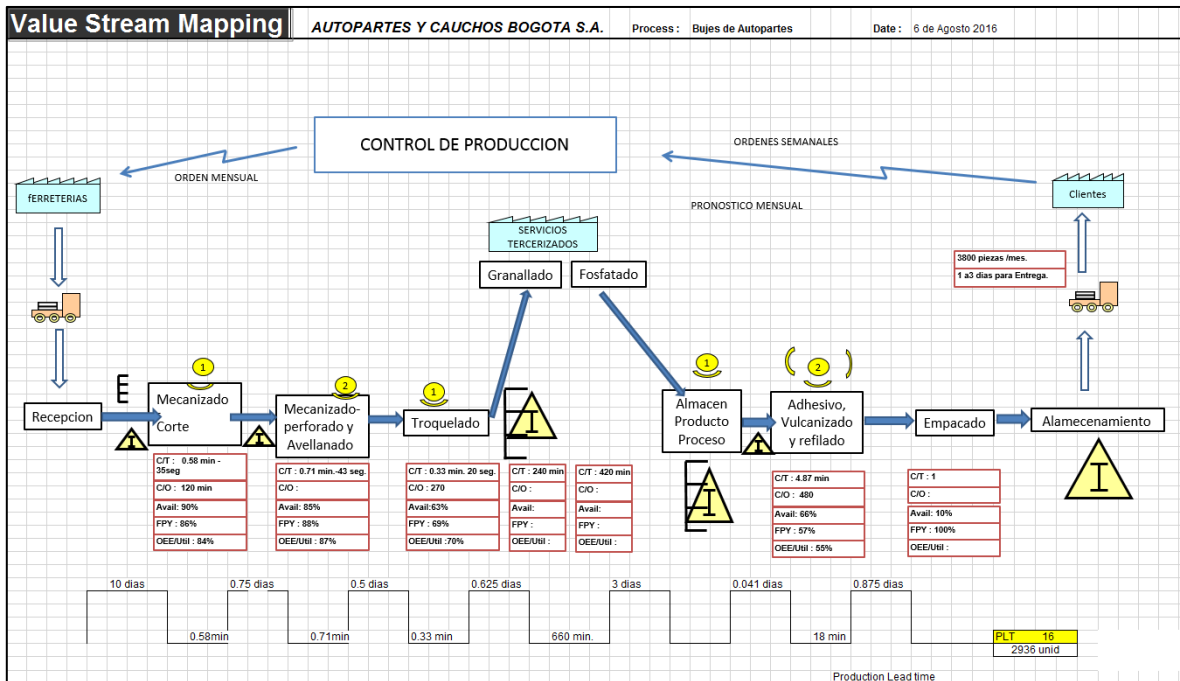 Value Stream Mapping
AUTOPARTES Y CAUCHOS BOGOTA S.A.
Process : Bujes de Autopartes
Date : 6 de Agosto 2016
CONTROL DE PRODUCCION
ORDENES SEMANALES
ORDEN MENSUAL
PRONOSTICO MENSUAL
fERRETERIAS
Clientes
SERVICIOS
TERCERIZADOS
Granallado
Fosfatado
3800 piezas /mes.
1 a3 dias para Entrega.
Recepcion
I
1
Mecanizado
Corte
I
2
Mecanizado-
perforado y
Avellanado
1
Troquelado
I
1
Almacen
Producto
Proceso
I
I
2
Adhesivo,
Vulcanizado
y refilado
Empacado
Alamecenamiento
I
C/T : 0.58 min -
35seg
C/O : 120 min
Avail: 90%
FPY : 86%
OEE/Util : 84%
C/T : 0.71 min.-43 seg.
C/O :
Avail: 85%
FPY : 88%
OEE/Util : 87%
C/T : 0.33 min. 20 seg.
C/O : 270
Avail:63%
FPY : 69%
OEE/Util :70%
C/T : 240 min
C/O :
Avail:
FPY :
OEE/Util :
C/T : 420 min
C/O :
Avail:
FPY :
OEE/Util :
C/T : 4.87 min
C/O : 480
Avail: 66%
FPY : 57%
OEE/Util : 55%
C/T : 1
C/O :
Avail: 10%
FPY : 100%
OEE/Util :
10 dias
0.75 dias
0.5 dias
0.625 dias
3 dias
0.041 dias
0.875 dias
0.58min
0.71min
0.33 min
660 min.
18 min
PLT 16
2936 unid
Production Lead time